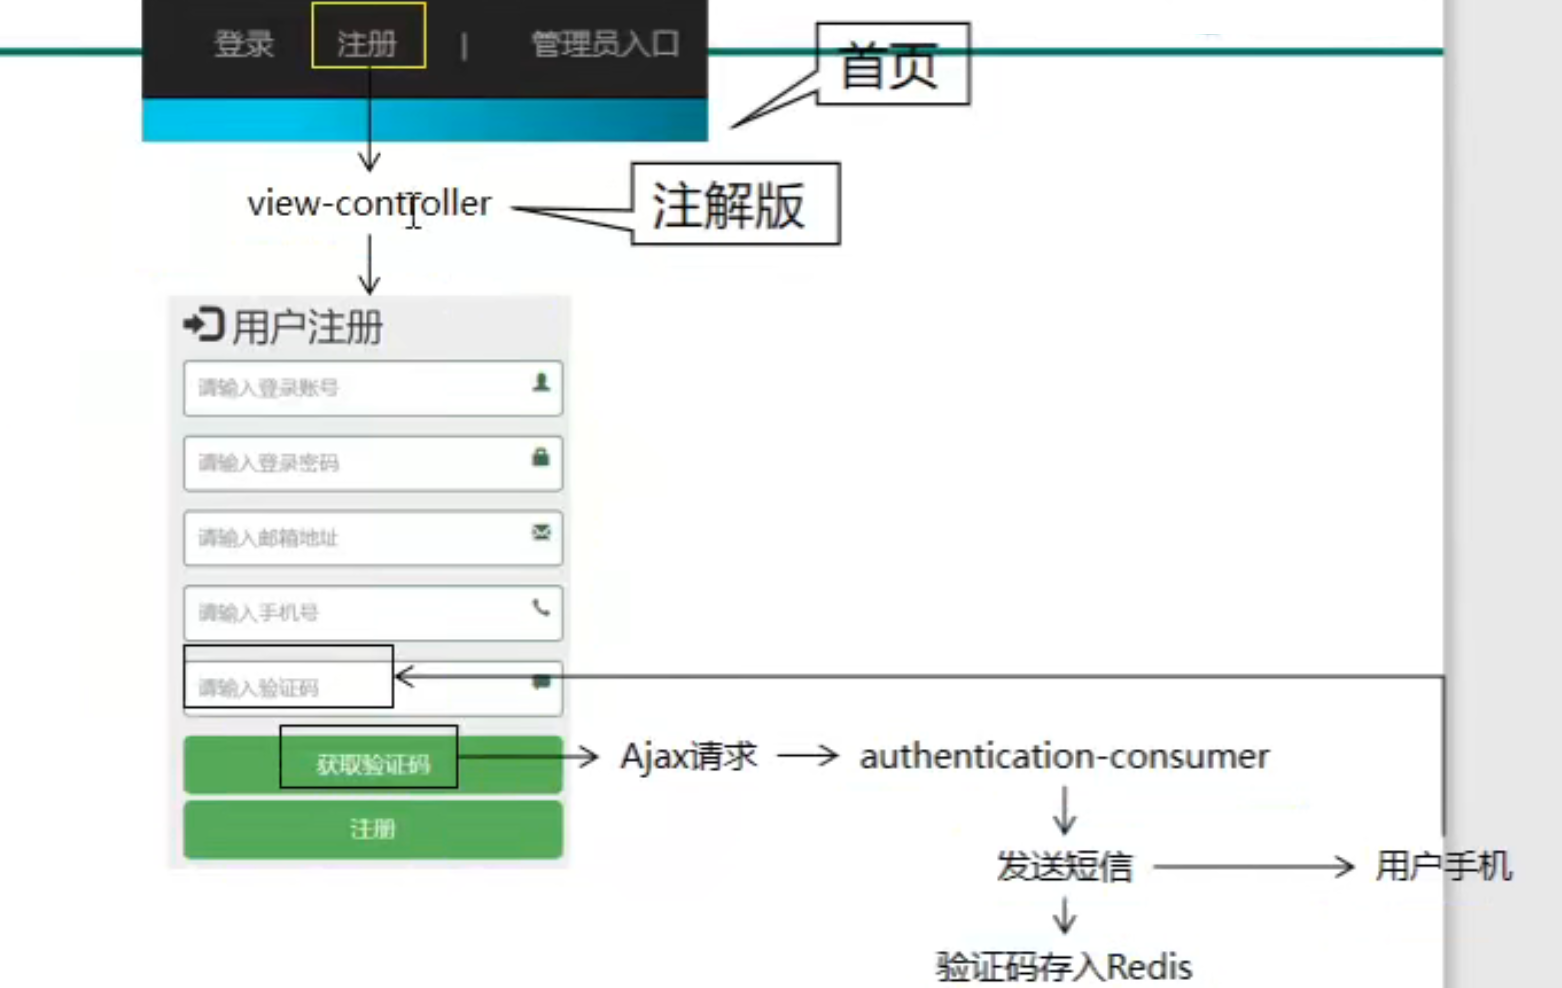 登录 注册 | 管理员入口
首页
view-controller
注解版
用户注册
请输入登录账号
请输入登录密码
请输入邮箱地址
请输入手机号
请输入验证码
获取验证码
Ajax请求
authentication-consumer
注册
发送短信
用户手机
验证码存入Redis